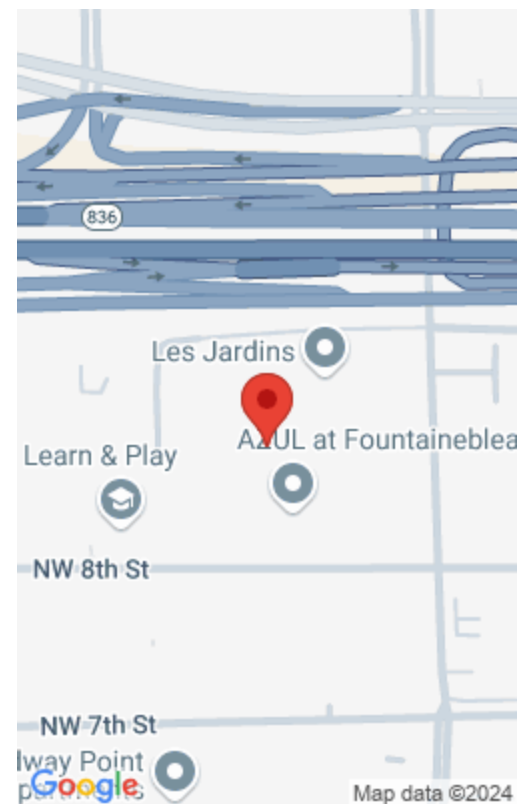 836
Les Jardins
AZUL at Fountaineblea
Learn & Play
NW 8th St
NW 7th St
lway Point
Google
Map data ©2024